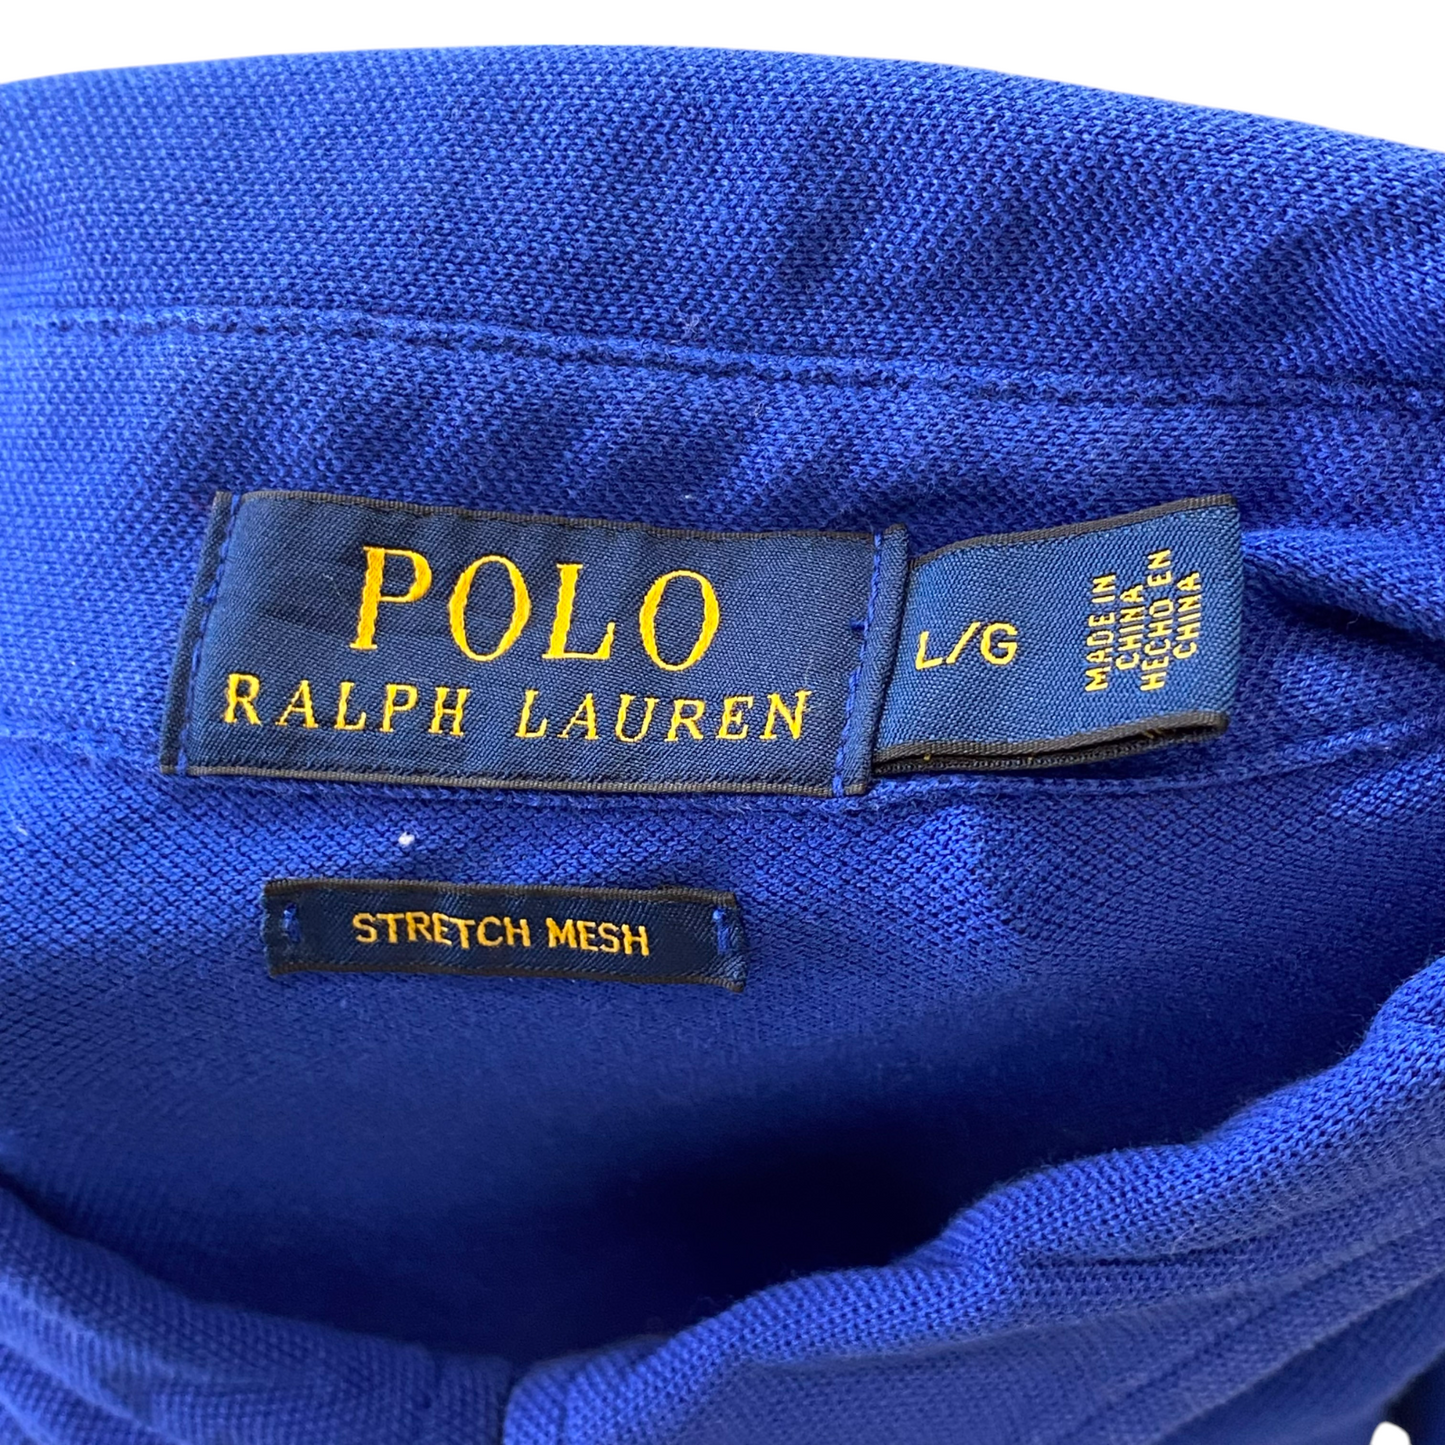 POLO
RALPH LAUREN
L/G
MADE IN
CHINA
HECHO EN
CHINA
STRETCH MESH